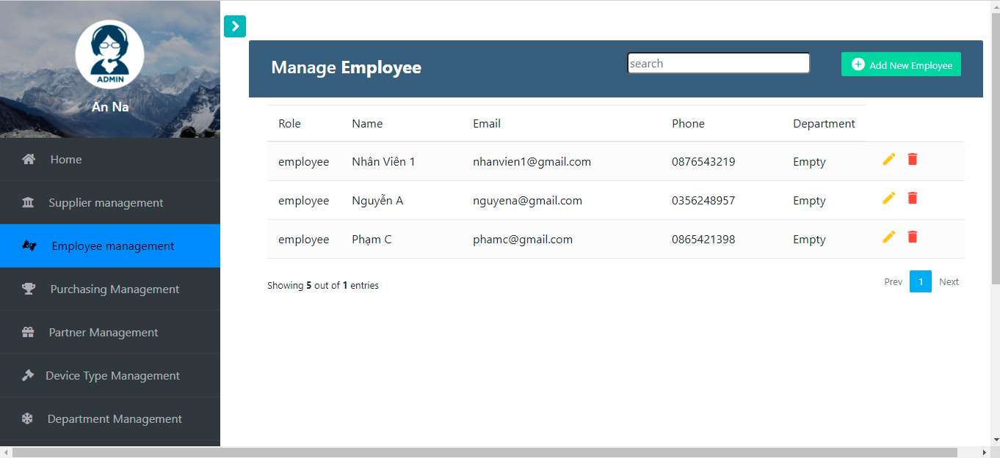 ADMIN
An Na
Home
Supplier management
Employee management
Purchasing Management
Partner Management
Device Type Management
Department Management
Manage Employee
search
Add New Employee
Role Name Email Phone Department
employee Nhân Viên 1 nhanvien1@gmail.com 0876543219 Empty
employee Nguyễn A nguyena@gmail.com 0356248957 Empty
employee Phạm C phamc@gmail.com 0865421398 Empty
Showing 5 out of 1 entries
Prev 1 Next